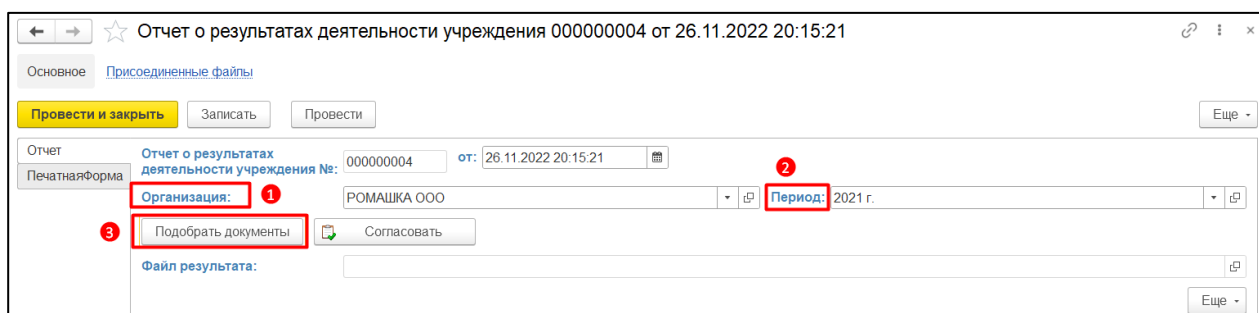 Отчет о результатах деятельности учреждения 000000004 от 26.11.2022 20:15:21
Основное Присоединенные файлы
Провести и закрыть Записать Провести Еще
Отчет
ПечатнаяФорма
Отчет о результатах
деятельности учреждения №: 000000004 от: 26.11.2022 20:15:21
2
Организация: 1 РОМАШКА ООО Период: 2021 г.
3 Подобрать документы Согласовать
Файл результата:
Еще